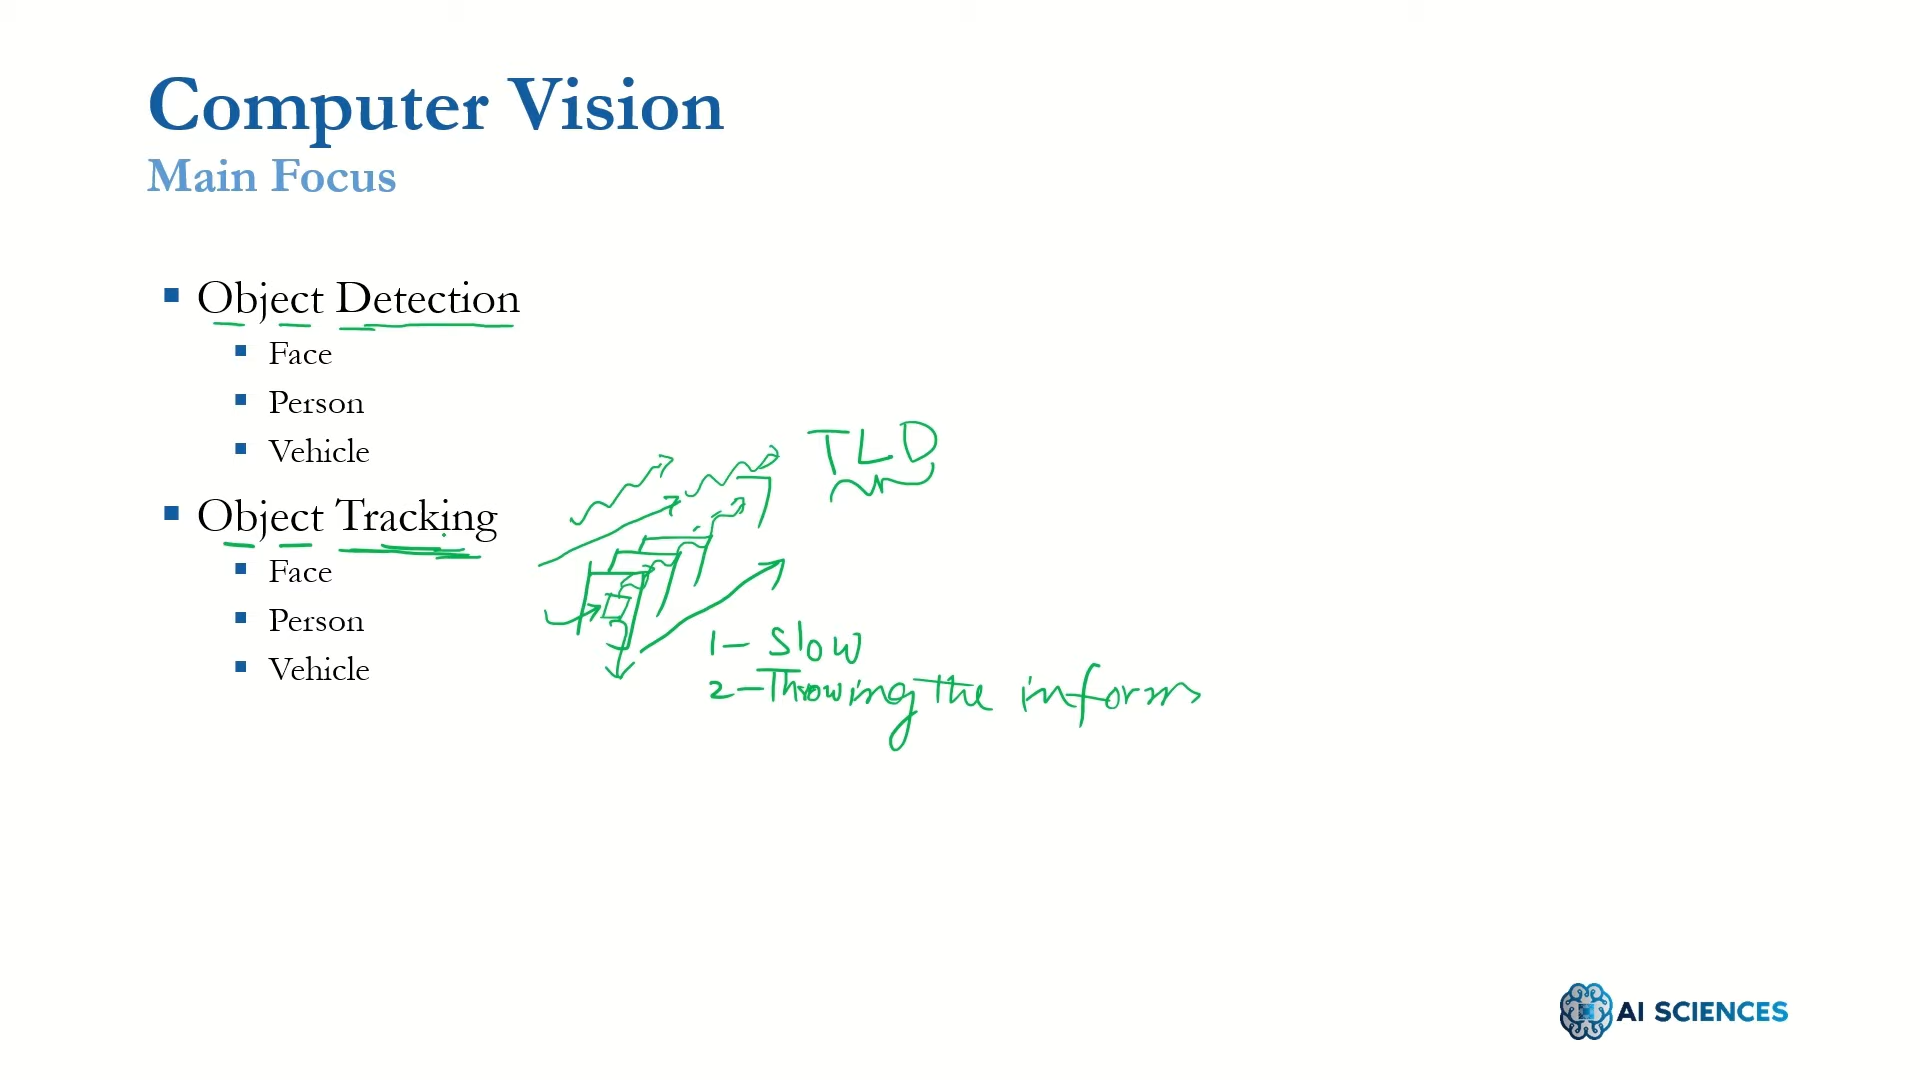 Computer Vision
Main Focus
Object Detection
Face
Person
Vehicle
Object Tracking
Face
Person
Vehicle
TLD
1- Slow
2- Throwing the inform
AI SCIENCES